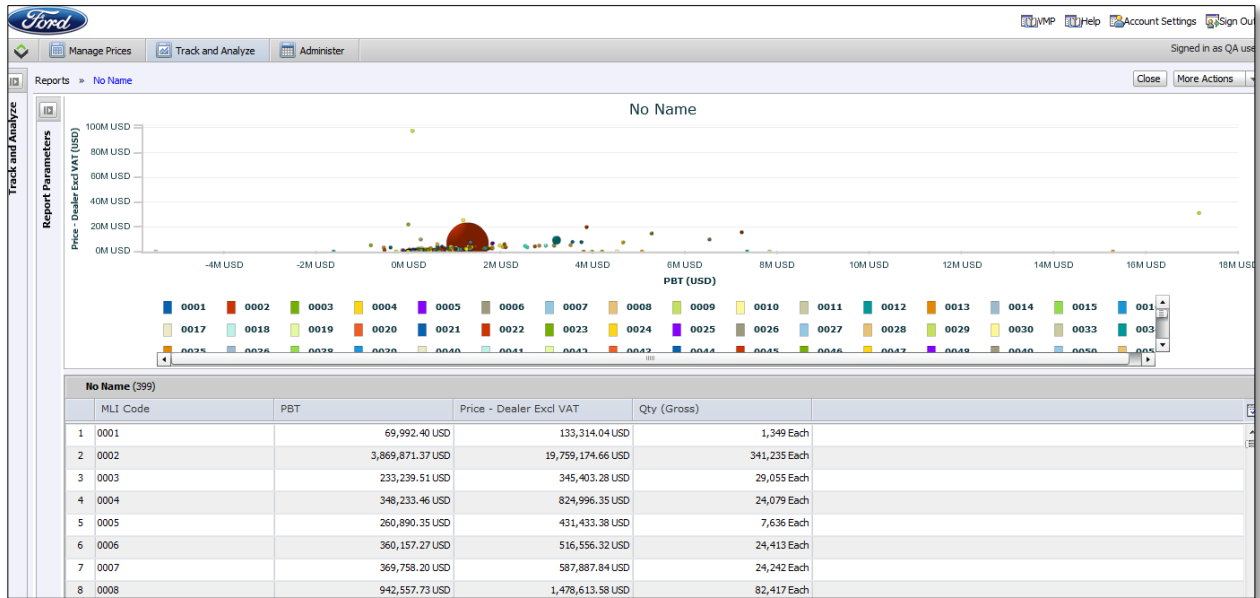 Ford
VMP Help Account Settings Sign Out
Manage Prices Track and Analyze Administer Signed in as QA use
Reports » No Name Close More Actions
Track and Analyze
Report Parameters
No Name
Price - Dealer Excl VAT (USD)
100M USD
80M USD
60M USD
40M USD
20M USD
0M USD
-4M USD -2M USD 0M USD 2M USD 4M USD 6M USD 8M USD 10M USD 12M USD 14M USD 16M USD 18M USD
PBT (USD)
0001 0002 0003 0004 0005 0006 0007 0008 0009 0010 0011 0012 0013 0014 0015 001
0017 0018 0019 0020 0021 0022 0023 0024 0025 0026 0027 0028 0029 0030 0033 003
No Name (399)
MLI Code PBT Price - Dealer Excl VAT Qty (Gross)
1 0001 69,992.40 USD 133,314.04 USD 1,349 Each
2 0002 3,869,871.37 USD 19,759,174.66 USD 341,235 Each
3 0003 233,239.51 USD 345,403.28 USD 29,055 Each
4 0004 348,233.46 USD 824,996.35 USD 24,079 Each
5 0005 260,890.35 USD 431,433.38 USD 7,636 Each
6 0006 360,157.27 USD 516,556.32 USD 24,413 Each
7 0007 369,758.20 USD 587,887.84 USD 24,242 Each
8 0008 942,557.73 USD 1,478,613.58 USD 82,417 Each